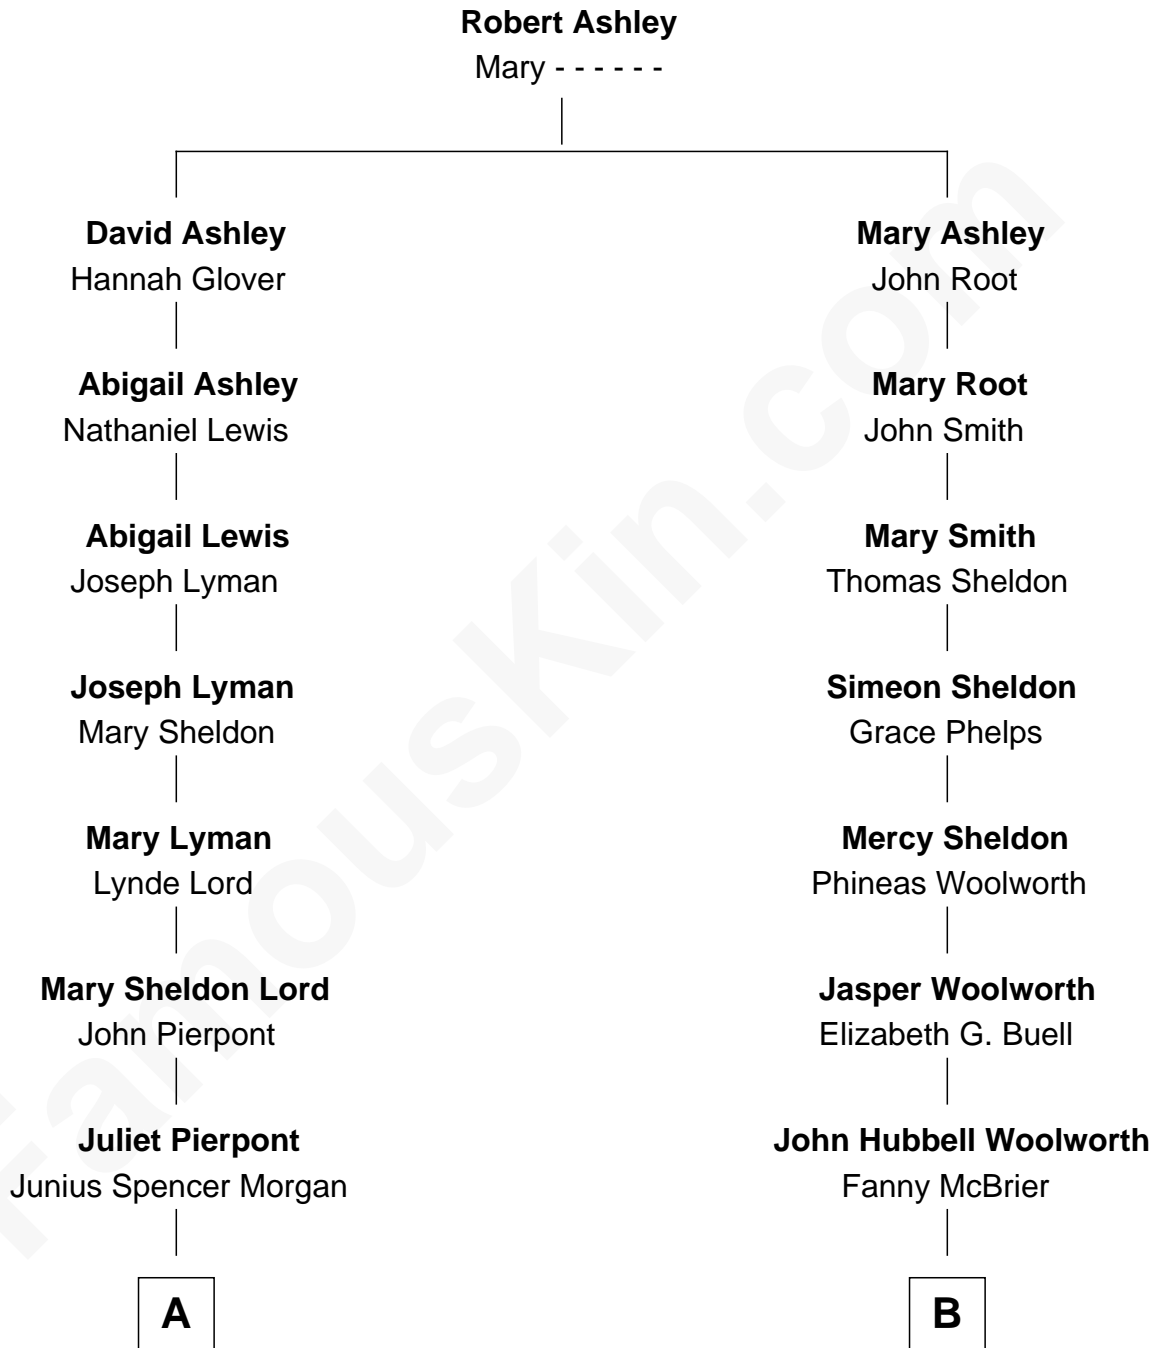 Robert Ashley
Mary - - - - - -
David Ashley
Hannah Glover
Mary Ashley
John Root
Abigail Ashley
Nathaniel Lewis
Mary Root
John Smith
Abigail Lewis
Joseph Lyman
Mary Smith
Thomas Sheldon
Joseph Lyman
Mary Sheldon
Simeon Sheldon
Grace Phelps
Mary Lyman
Lynde Lord
Mercy Sheldon
Phineas Woolworth
Mary Sheldon Lord
John Pierpont
Jasper Woolworth
Elizabeth G. Buell
Juliet Pierpont
Junius Spencer Morgan
John Hubbell Woolworth
Fanny McBrier
A
B
FamousKin.com